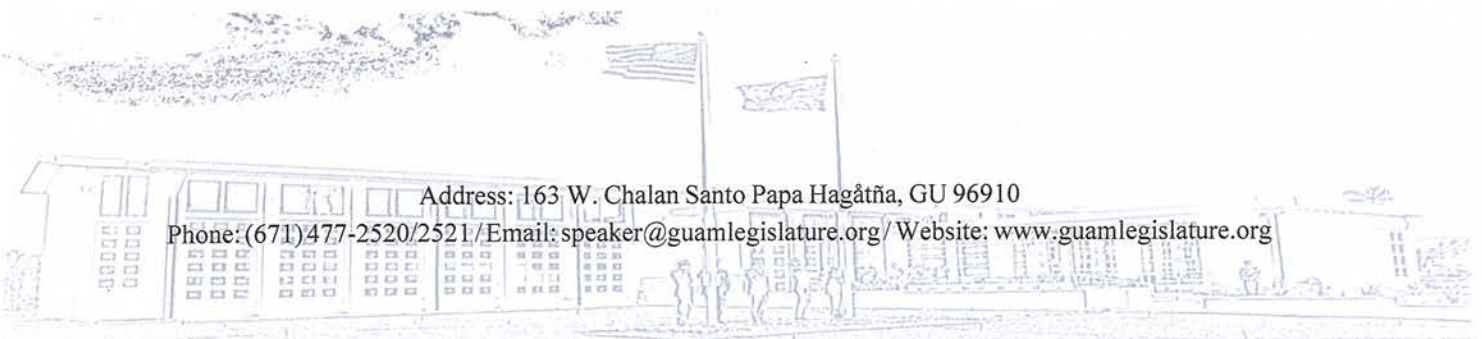 Address: 163 W. Chalan Santo Papa Hagåtña, GU 96910
Phone: (671)477-2520/2521/Email: speaker@guamlegislature.org/Website: www.guamlegislature.org